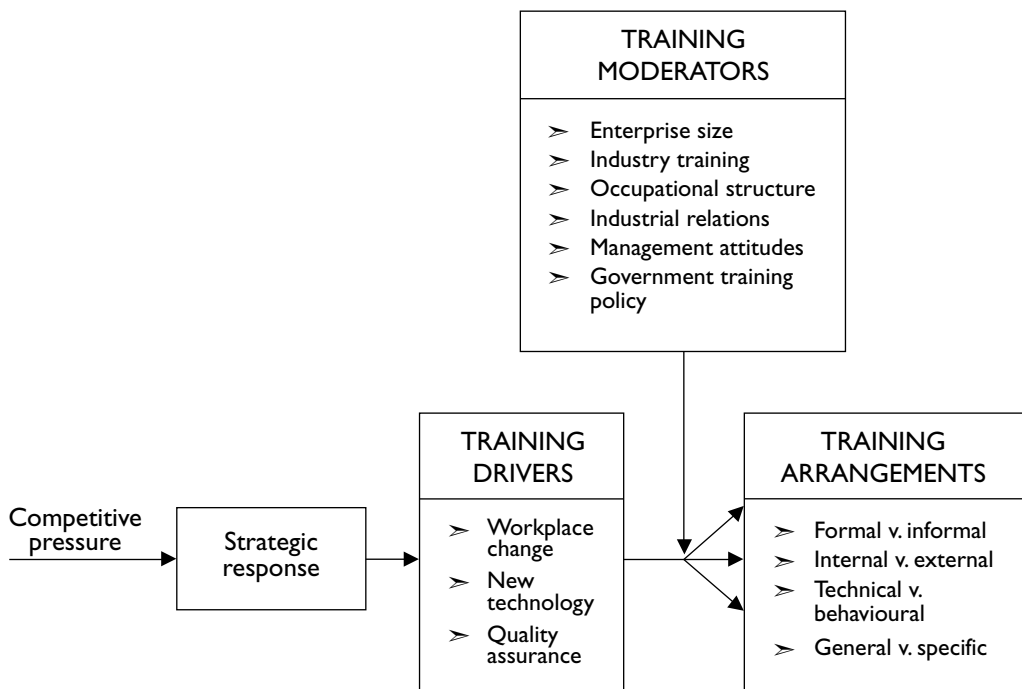 TRAINING
MODERATORS
➣ Enterprise size
➣ Industry training
➣ Occupational structure
➣ Industrial relations
➣ Management attitudes
➣ Government training
policy
Competitive
pressure
Strategic
response
TRAINING
DRIVERS
➣ Workplace
change
➣ New
technology
➣ Quality
assurance
TRAINING
ARRANGEMENTS
➣ Formal v. informal
➣ Internal v. external
➣ Technical v.
behavioural
➣ General v. specific